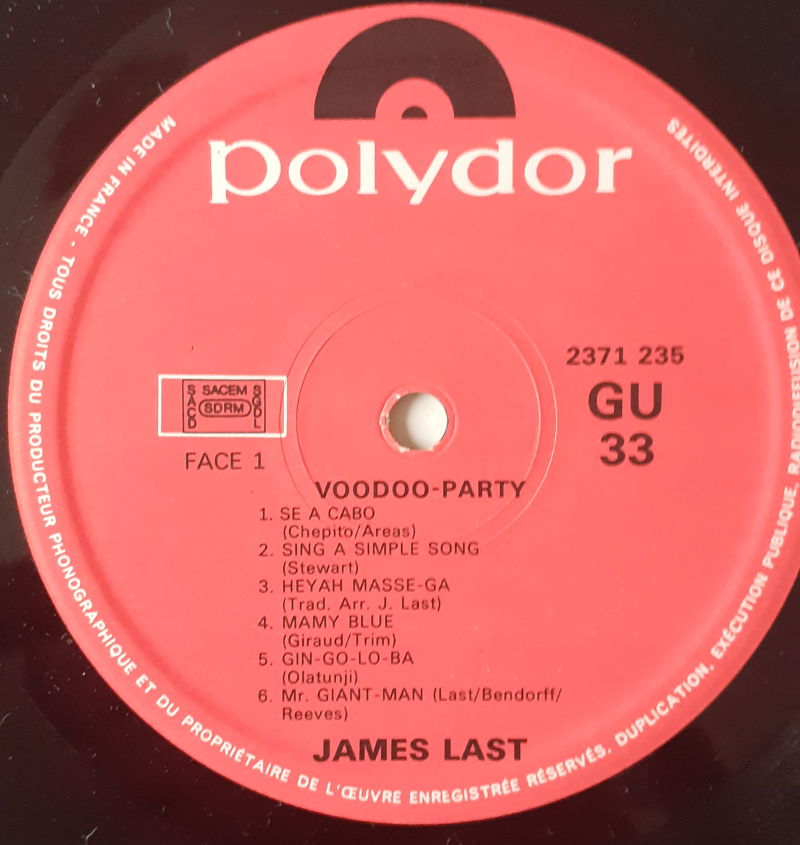 polydor
MADE IN FRANCE - TOUS DROITS DU PRODUCTEUR PHONOGRAPHIQUE ET DU PROPRIÉTAIRE DE L'ŒUVRE ENREGISTRÉE RÉSERVÉS. DUPLICATION, EXÉCUTION PUBLIQUE, RADIODIFFUSION DE CE DISQUE INTERDITES
2371 235
GU
33
SACD SACEM SGDL
SDRM
FACE 1
VOODOO-PARTY
1. SE A CABO
(Chepito/Areas)
2. SING A SIMPLE SONG
(Stewart)
3. HEYAH MASSE-GA
(Trad. Arr. J. Last)
4. MAMY BLUE
(Giraud/Trim)
5. GIN-GO-LO-BA
(Olatunji)
6. Mr. GIANT-MAN (Last/Bendorff/
Reeves)
JAMES LAST